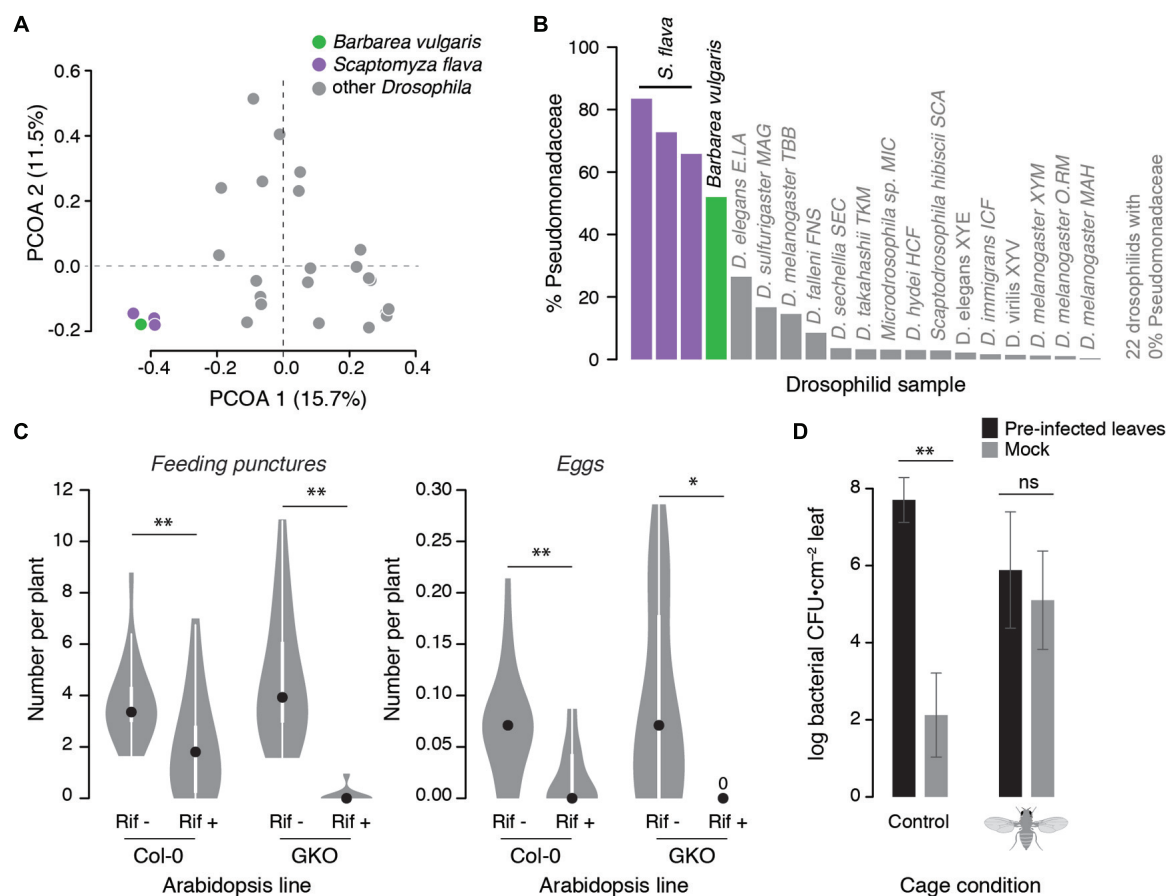 A
Barbarea vulgaris
Scaptomyza flava
other Drosophila
0.6
0.4
0.2
0.0
-0.2
PCOA 2 (11.5%)
-0.4
-0.2
0.0
0.2
0.4
PCOA 1 (15.7%)
B
100
80
60
40
20
0
% Pseudomonadaceae
S. flava
Barbarea vulgaris
D. elegans E.LA
D. sulfurigaster MAG
D. melanogaster TBB
D. falleni FNS
D. sechellia SEC
D. takahashii TKM
Microdrosophila sp. MIC
D. hydei HCF
Scaptodrosophila hibiscii SCA
D. elegans XYE
D. immigrans ICF
D. virilis XYV
D. melanogaster XYM
D. melanogaster O.RM
D. melanogaster MAH
22 drosophilids with
0% Pseudomonadaceae
Drosophilid sample
C
Feeding punctures
12
10
8
6
4
2
0
Number per plant
**
**
Rif - Rif + Rif - Rif +
Col-0 GKO
Arabidopsis line
Eggs
0.30
0.25
0.20
0.15
0.10
0.05
0.00
Number per plant
**
*
0
Rif - Rif + Rif - Rif +
Col-0 GKO
Arabidopsis line
D
Pre-infected leaves
Mock
**
ns
8
6
4
2
0
log bacterial CFU•cm⁻² leaf
Control
Cage condition